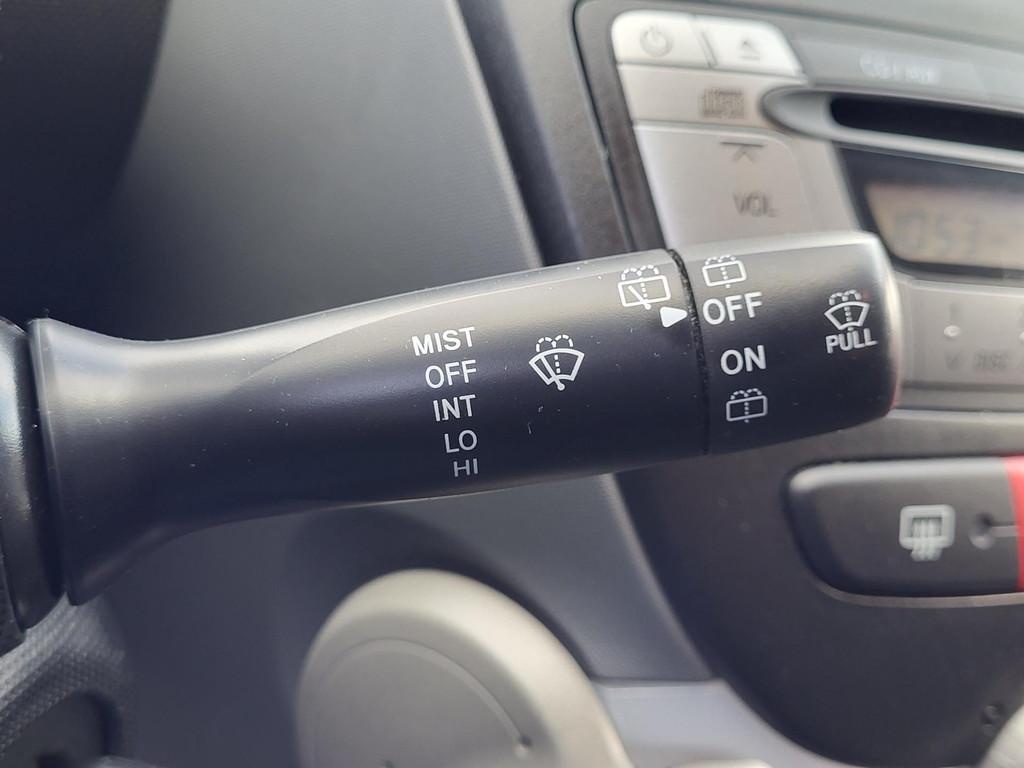 VOL
MIST
OFF
INT
LO
HI
OFF
ON
PULL